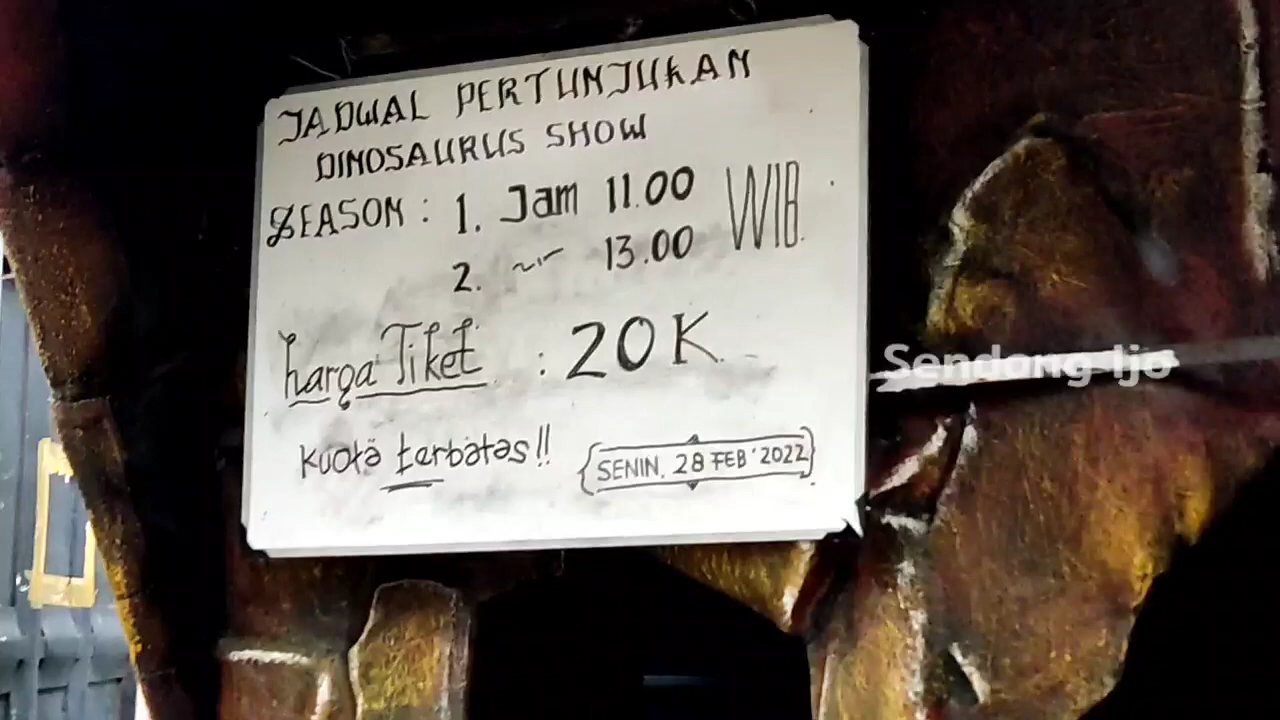 JADWAL PERTUNJUKAN
DINOSAURUS SHOW
SEASON : 1. Jam 11.00 WIB
2. ~~ 13.00
harga Tiket : 20K
Kuota terbatas!!
SENIN, 28 FEB '2022
Sendang Ijo